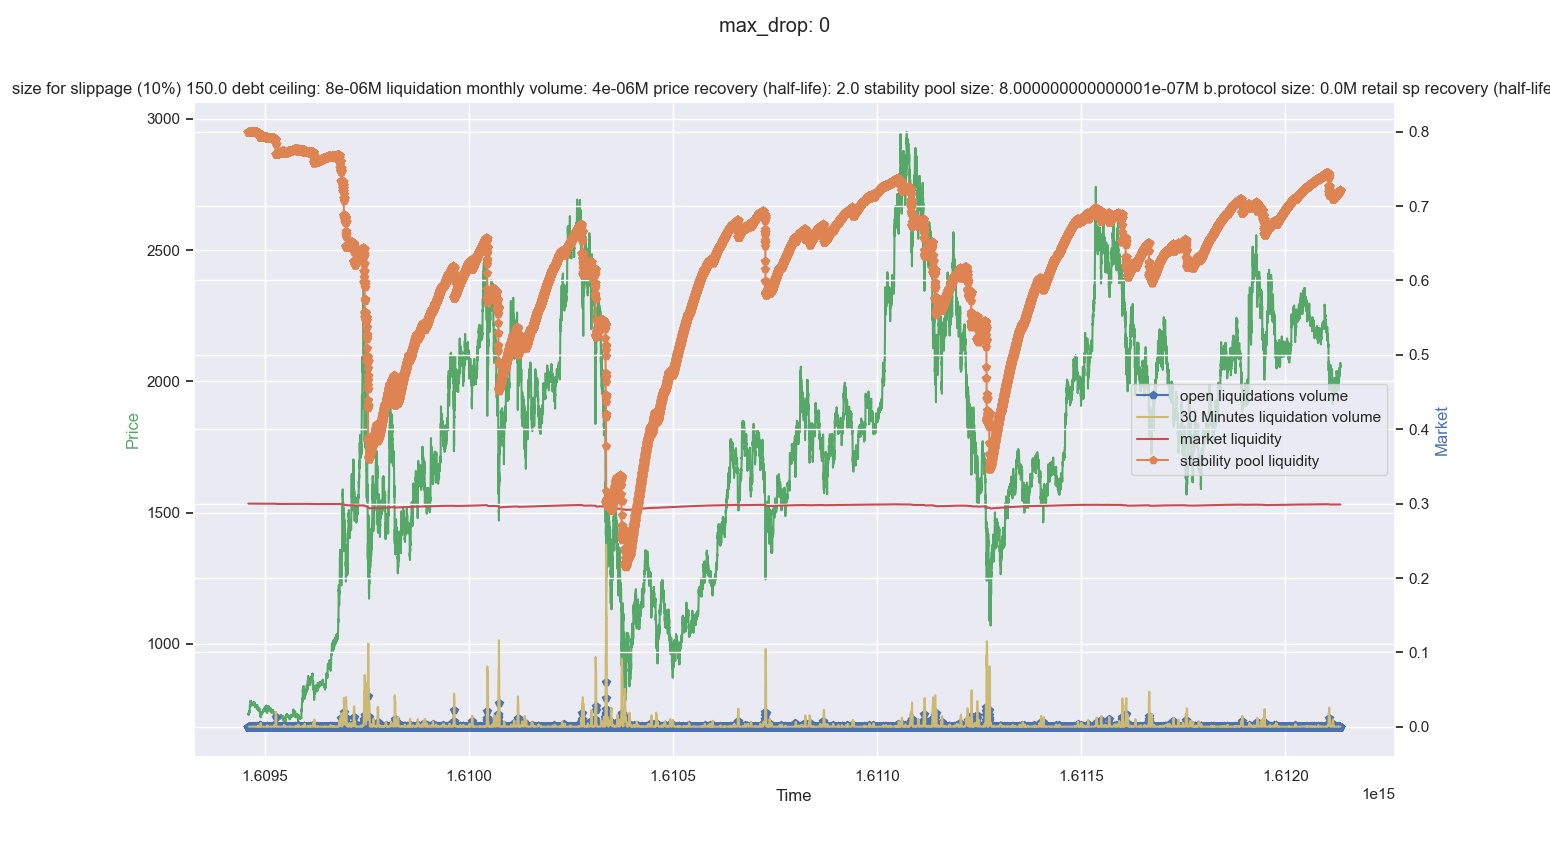 max_drop: 0
size for slippage (10%) 150.0 debt ceiling: 8e-06M liquidation monthly volume: 4e-06M price recovery (half-life): 2.0 stability pool size: 8.000000000000001e-07M b.protocol size: 0.0M retail sp recovery (half-life
3000
2500
2000
1500
1000
Price
0.8
0.7
0.6
0.5
0.4
0.3
0.2
0.1
0.0
Market
open liquidations volume
30 Minutes liquidation volume
market liquidity
stability pool liquidity
1.6095 1.6100 1.6105 1.6110 1.6115 1.6120
Time
1e15